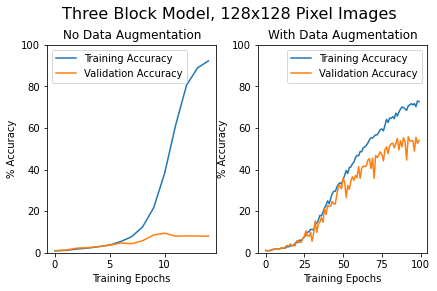 Three Block Model, 128x128 Pixel Images
No Data Augmentation
Training Accuracy
Validation Accuracy
% Accuracy
100
80
60
40
20
0
0 5 10
Training Epochs
With Data Augmentation
Training Accuracy
Validation Accuracy
% Accuracy
100
80
60
40
20
0
0 25 50 75 100
Training Epochs